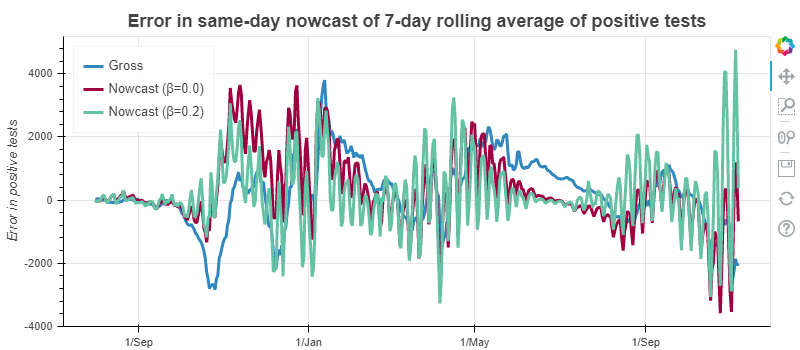 Error in same-day nowcast of 7-day rolling average of positive tests
Gross
Nowcast (β=0.0)
Nowcast (β=0.2)
Error in positive tests
4000
2000
0
-2000
-4000
1/Sep
1/Jan
1/May
1/Sep